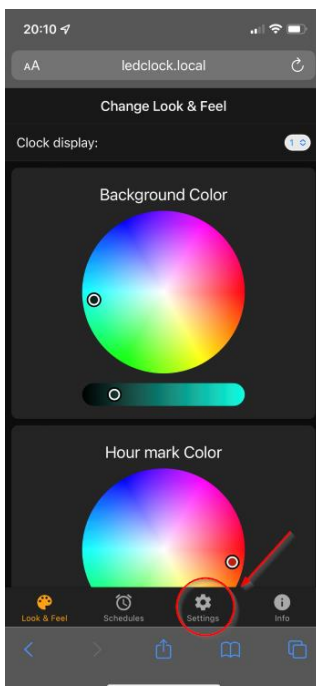 20:10
AA
ledclock.local
Change Look & Feel
Clock display:
1
Background Color
Hour mark Color
Look & Feel
Schedules
Settings
Info